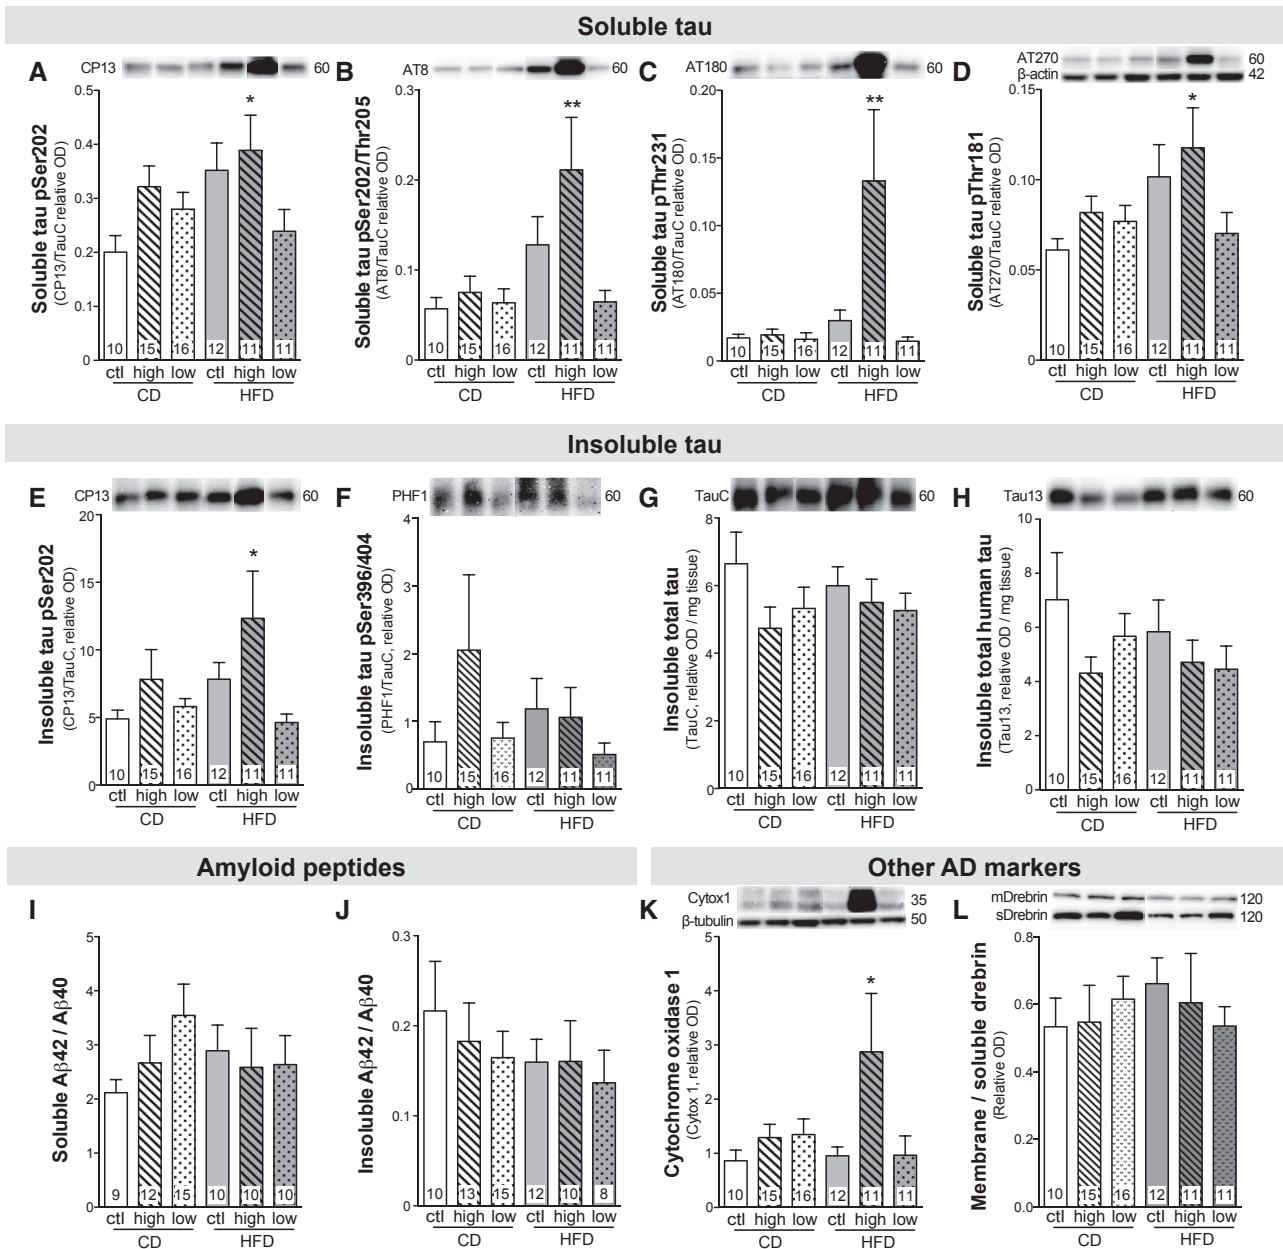 Soluble tau
A
CP13 60
0.5
0.4
0.3
0.2
0.1
0
Soluble tau pSer202
(CP13/TauC relative OD)
*
10 15 16 12 11 11
ctl high low ctl high low
CD HFD
B
AT8 60
0.3
0.2
0.1
0
Soluble tau pSer202/Thr205
(AT8/TauC relative OD)
**
10 15 16 12 11 11
ctl high low ctl high low
CD HFD
C
AT180 60
0.20
0.15
0.10
0.05
0
Soluble tau pThr231
(AT180/TauC relative OD)
**
10 15 16 12 11 11
ctl high low ctl high low
CD HFD
D
AT270 60
β-actin 42
0.15
0.10
0.05
0
Soluble tau pThr181
(AT270/TauC relative OD)
*
10 15 16 12 11 11
ctl high low ctl high low
CD HFD
Insoluble tau
E
CP13 60
20
15
10
5
0
Insoluble tau pSer202
(CP13/TauC, relative OD)
*
10 15 16 12 11 11
ctl high low ctl high low
CD HFD
F
PHF1 60
4
3
2
1
0
Insoluble tau pSer396/404
(PHF1/TauC, relative OD)
10 15 16 12 11 11
ctl high low ctl high low
CD HFD
G
TauC 60
8
6
4
2
0
Insoluble total tau
(TauC, relative OD / mg tissue)
10 15 16 12 11 11
ctl high low ctl high low
CD HFD
H
Tau13 60
10
8
6
4
2
0
Insoluble total human tau
(Tau13, relative OD / mg tissue)
10 15 16 12 11 11
ctl high low ctl high low
CD HFD
Amyloid peptides
I
5
4
3
2
1
0
Soluble Aβ42 / Aβ40
9 12 15 10 10 10
ctl high low ctl high low
CD HFD
J
0.3
0.2
0.1
0
Insoluble Aβ42 / Aβ40
10 13 15 12 10 8
ctl high low ctl high low
CD HFD
Other AD markers
K
Cytox1 35
β-tubulin 50
5
4
3
2
1
0
Cytochrome oxidase 1
(Cytox 1, relative OD)
*
10 15 16 12 11 11
ctl high low ctl high low
CD HFD
L
mDrebrin 120
sDrebrin 120
0.8
0.6
0.4
0.2
0.0
Membrane / soluble drebrin
(Relative OD)
10 15 16 12 11 11
ctl high low ctl high low
CD HFD